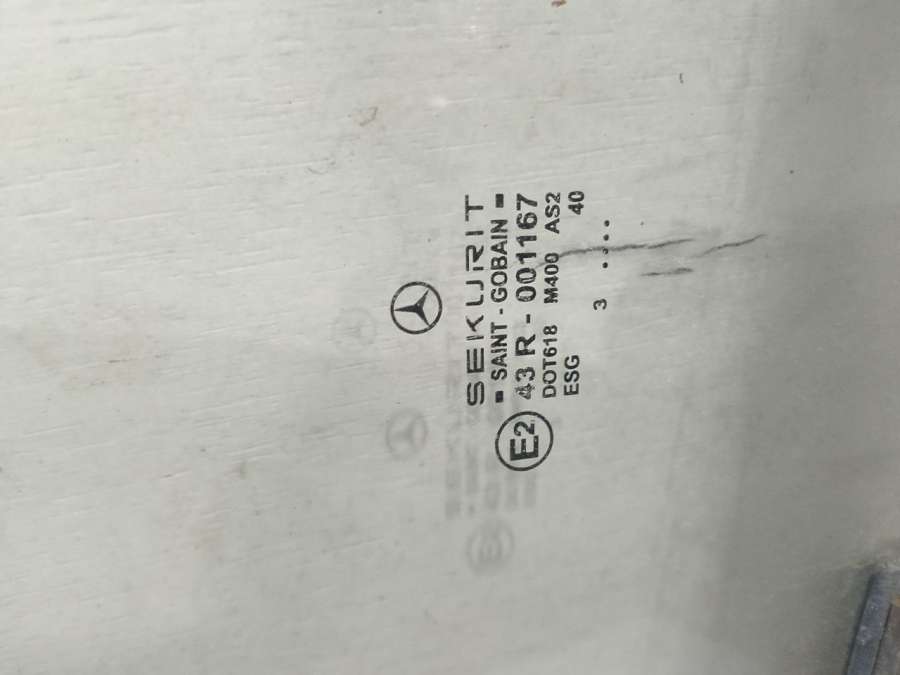 SEKURIT
- SAINT - GOBAIN -
E2 43 R - 001167
DOT618 M400 AS2
ESG 40
3 ....